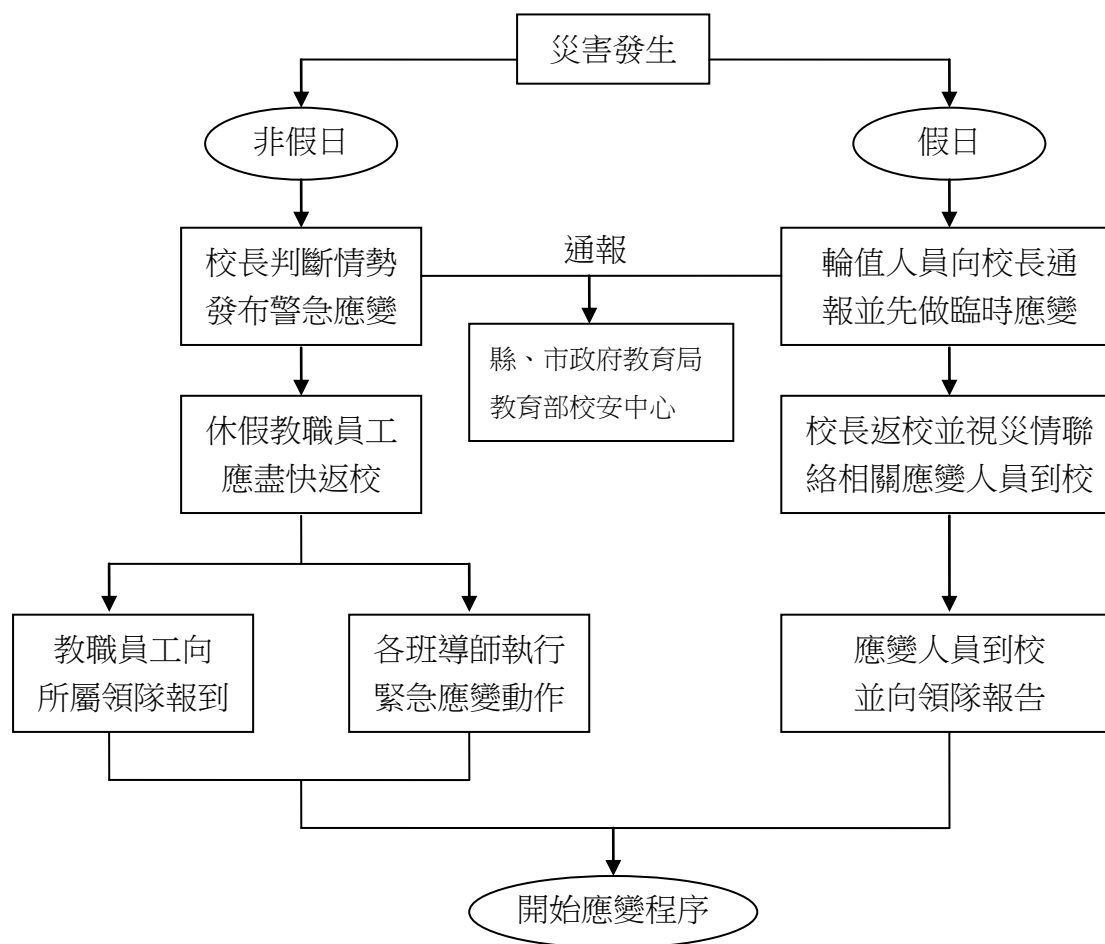 災害發生
非假日
假日
校長判斷情勢
發布警急應變
通報
輪值人員向校長通
報並先做臨時應變
縣、市政府教育局
教育部校安中心
休假教職員工
應盡快返校
校長返校並視災情聯
絡相關應變人員到校
教職員工向
所屬領隊報到
各班導師執行
緊急應變動作
應變人員到校
並向領隊報告
開始應變程序